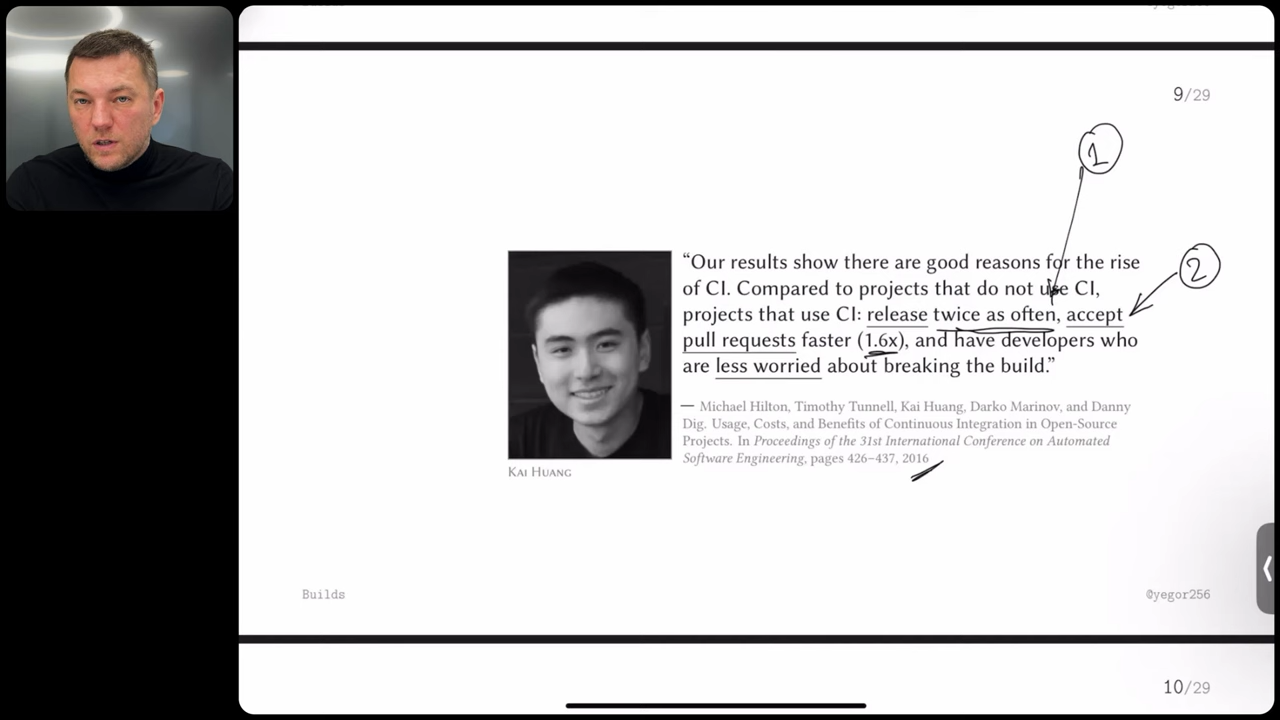 9/29
1
2
“Our results show there are good reasons for the rise
of CI. Compared to projects that do not use CI,
projects that use CI: release twice as often, accept
pull requests faster (1.6x), and have developers who
are less worried about breaking the build.”
— Michael Hilton, Timothy Tunnell, Kai Huang, Darko Marinov, and Danny
Dig. Usage, Costs, and Benefits of Continuous Integration in Open-Source
Projects. In Proceedings of the 31st International Conference on Automated
Software Engineering, pages 426–437, 2016
Kai Huang
Builds
@yegor256
10/29